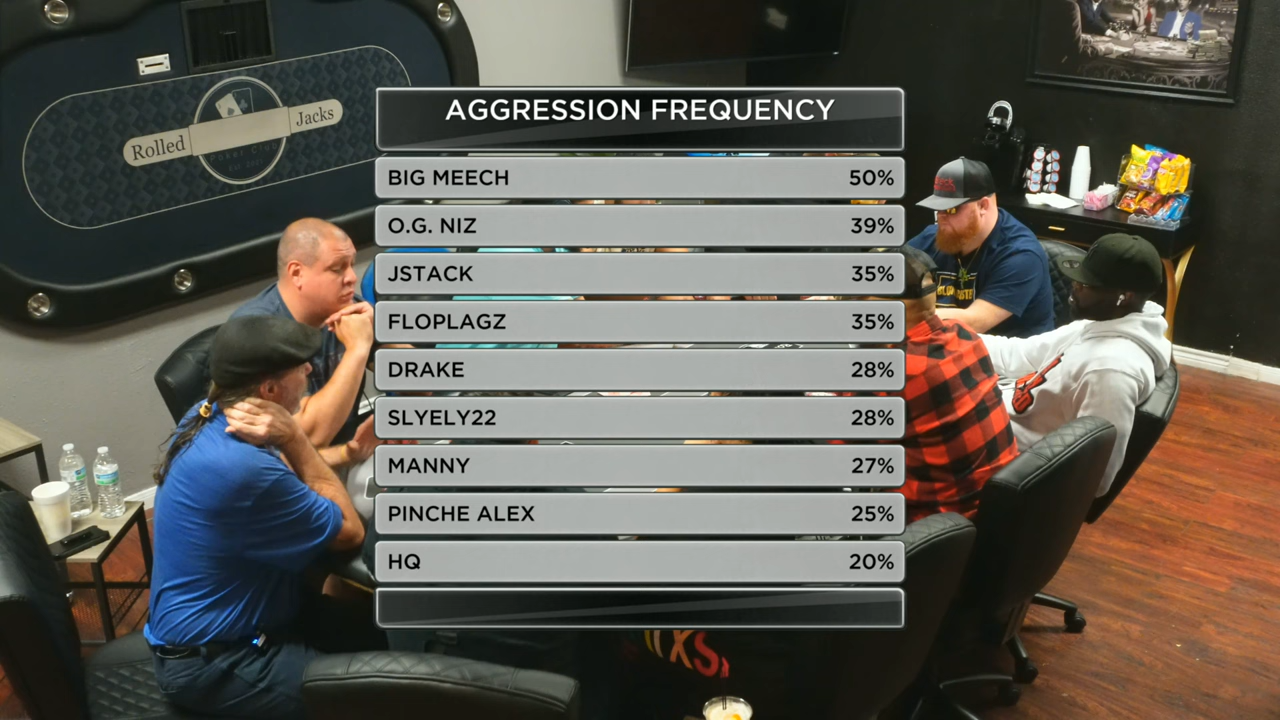 Rolled Jacks
AGGRESSION FREQUENCY
BIG MEECH 50%
O.G. NIZ 39%
JSTACK 35%
FLOPLAGZ 35%
DRAKE 28%
SLYELY22 28%
MANNY 27%
PINCHE ALEX 25%
HQ 20%